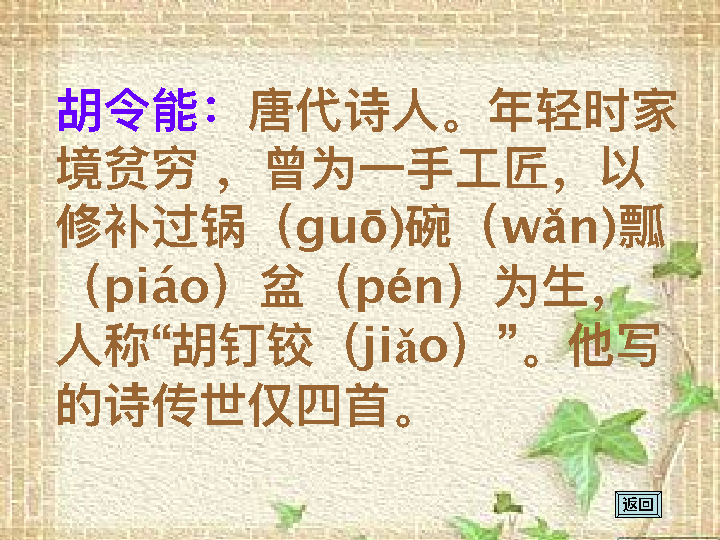 胡令能：唐代诗人。年轻时家
境贫穷 ，曾为一手工匠，以
修补过锅（guō)碗（wǎn)瓢
（piáo）盆（pén）为生，
人称“胡钉铰（jiǎo）”。他写
的诗传世仅四首。
返回